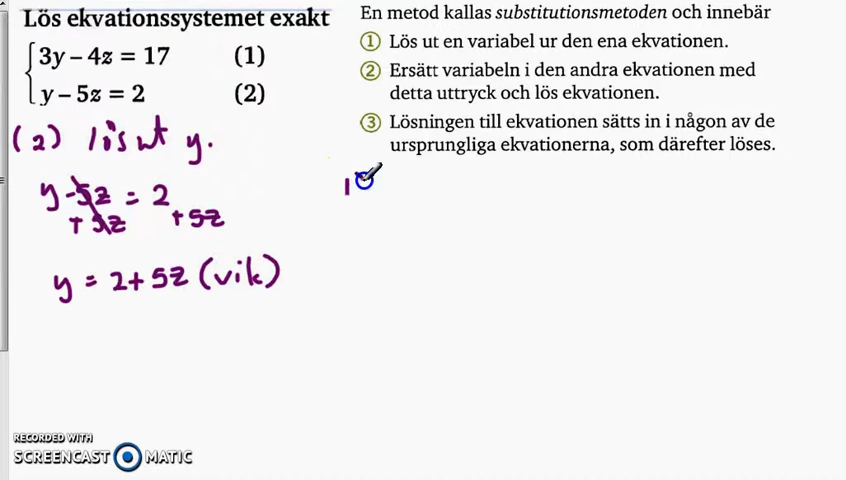 Lös ekvationssystemet exakt
3y – 4z = 17 (1)
y – 5z = 2 (2)
(2) lös ut y.
y - 5z = 2
+5z +5z
y = 2+5z (vik)
En metod kallas substitutionsmetoden och innebär
① Lös ut en variabel ur den ena ekvationen.
② Ersätt variabeln i den andra ekvationen med
detta uttryck och lös ekvationen.
③ Lösningen till ekvationen sätts in i någon av de
ursprungliga ekvationerna, som därefter löses.
RECORDED WITH
SCREENCAST MATIC